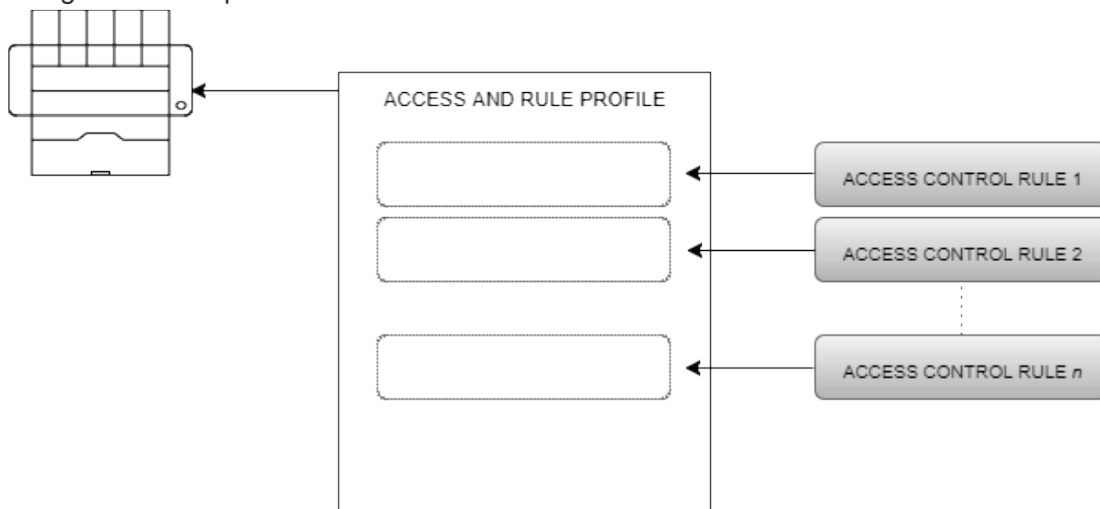 ACCESS AND RULE PROFILE
ACCESS CONTROL RULE 1
ACCESS CONTROL RULE 2
ACCESS CONTROL RULE n